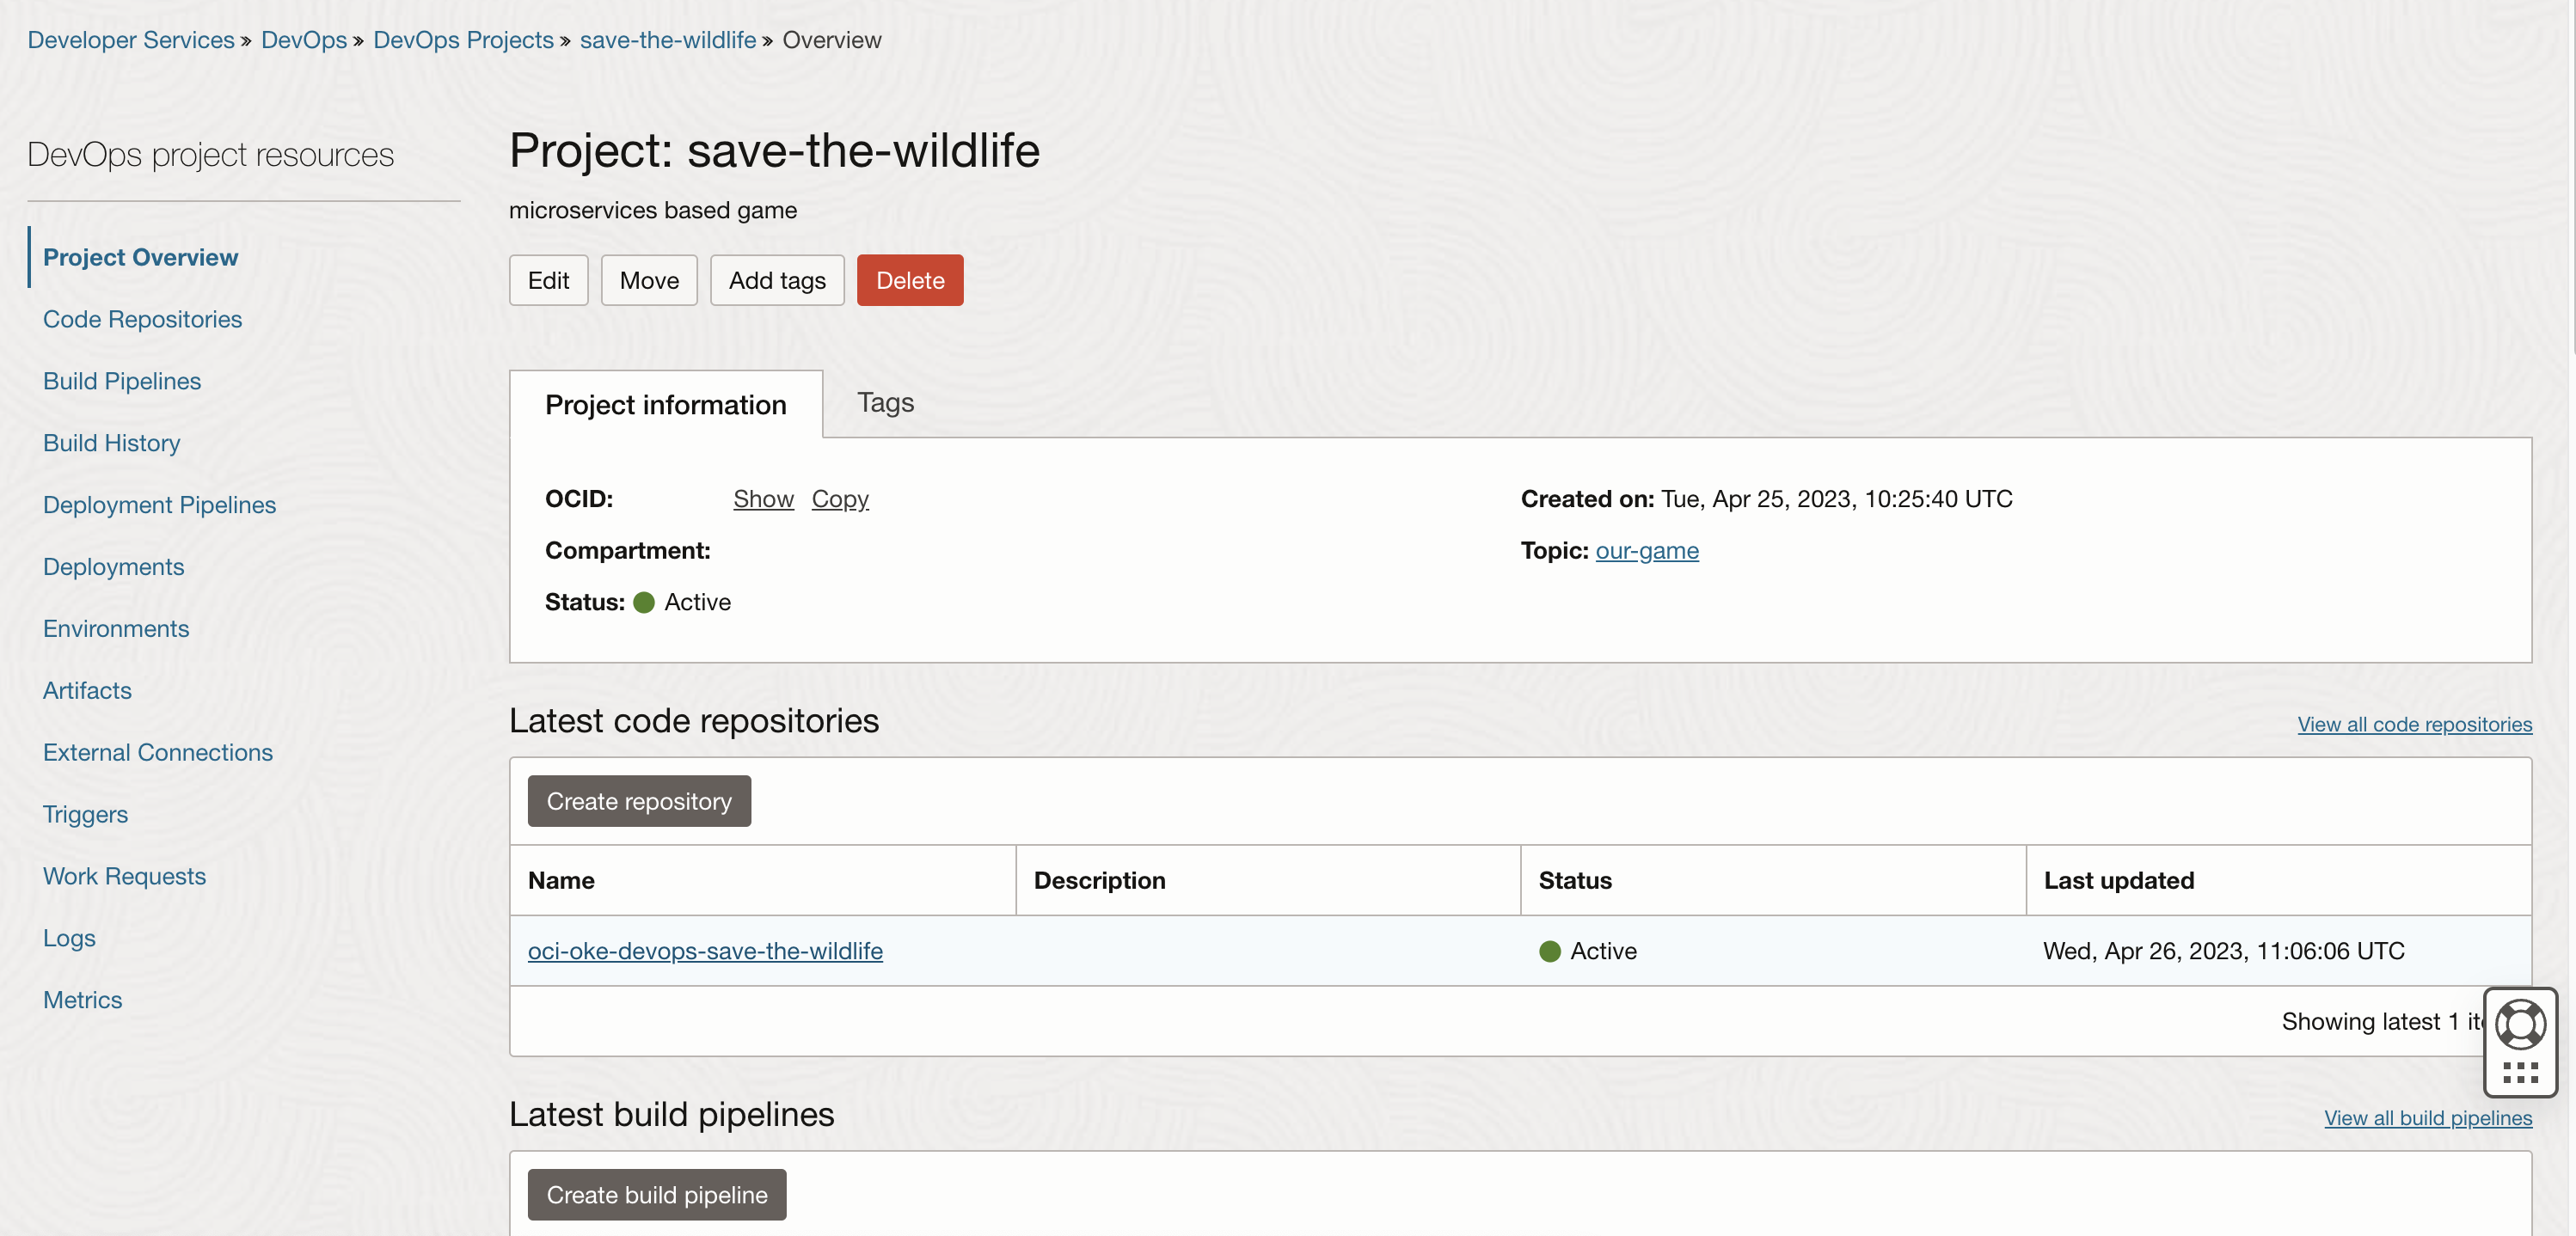 Developer Services » DevOps » DevOps Projects » save-the-wildlife » Overview
DevOps project resources
Project Overview
Code Repositories
Build Pipelines
Build History
Deployment Pipelines
Deployments
Environments
Artifacts
External Connections
Triggers
Work Requests
Logs
Metrics
Project: save-the-wildlife
microservices based game
Edit Move Add tags Delete
Project information Tags
OCID: Show Copy Created on: Tue, Apr 25, 2023, 10:25:40 UTC
Compartment: Topic: our-game
Status: Active
Latest code repositories View all code repositories
Create repository
Name Description Status Last updated
oci-oke-devops-save-the-wildlife Active Wed, Apr 26, 2023, 11:06:06 UTC
Showing latest 1
Latest build pipelines View all build pipelines
Create build pipeline